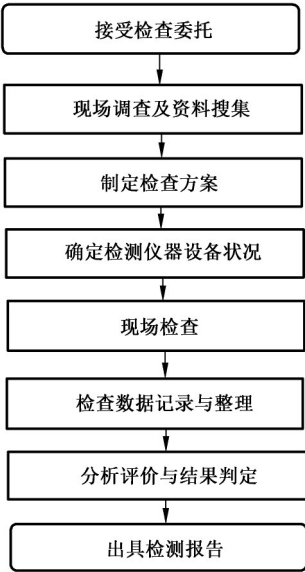 接受检查委托
现场调查及资料搜集
制定检查方案
确定检测仪器设备状况
现场检查
检查数据记录与整理
分析评价与结果判定
出具检测报告